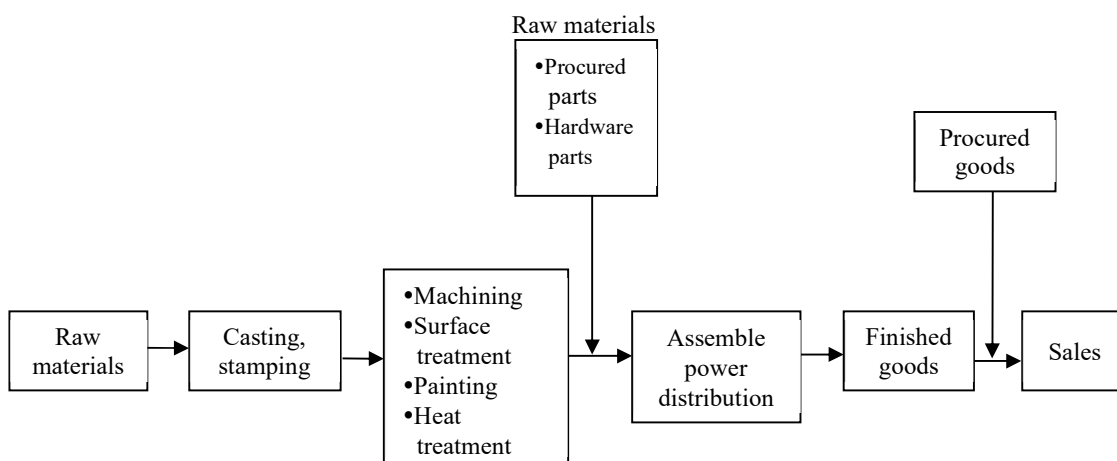 Raw materials
•Procured
parts
•Hardware
parts
Procured
goods
Raw
materials
Casting,
stamping
•Machining
•Surface
treatment
•Painting
•Heat
treatment
Assemble
power
distribution
Finished
goods
Sales